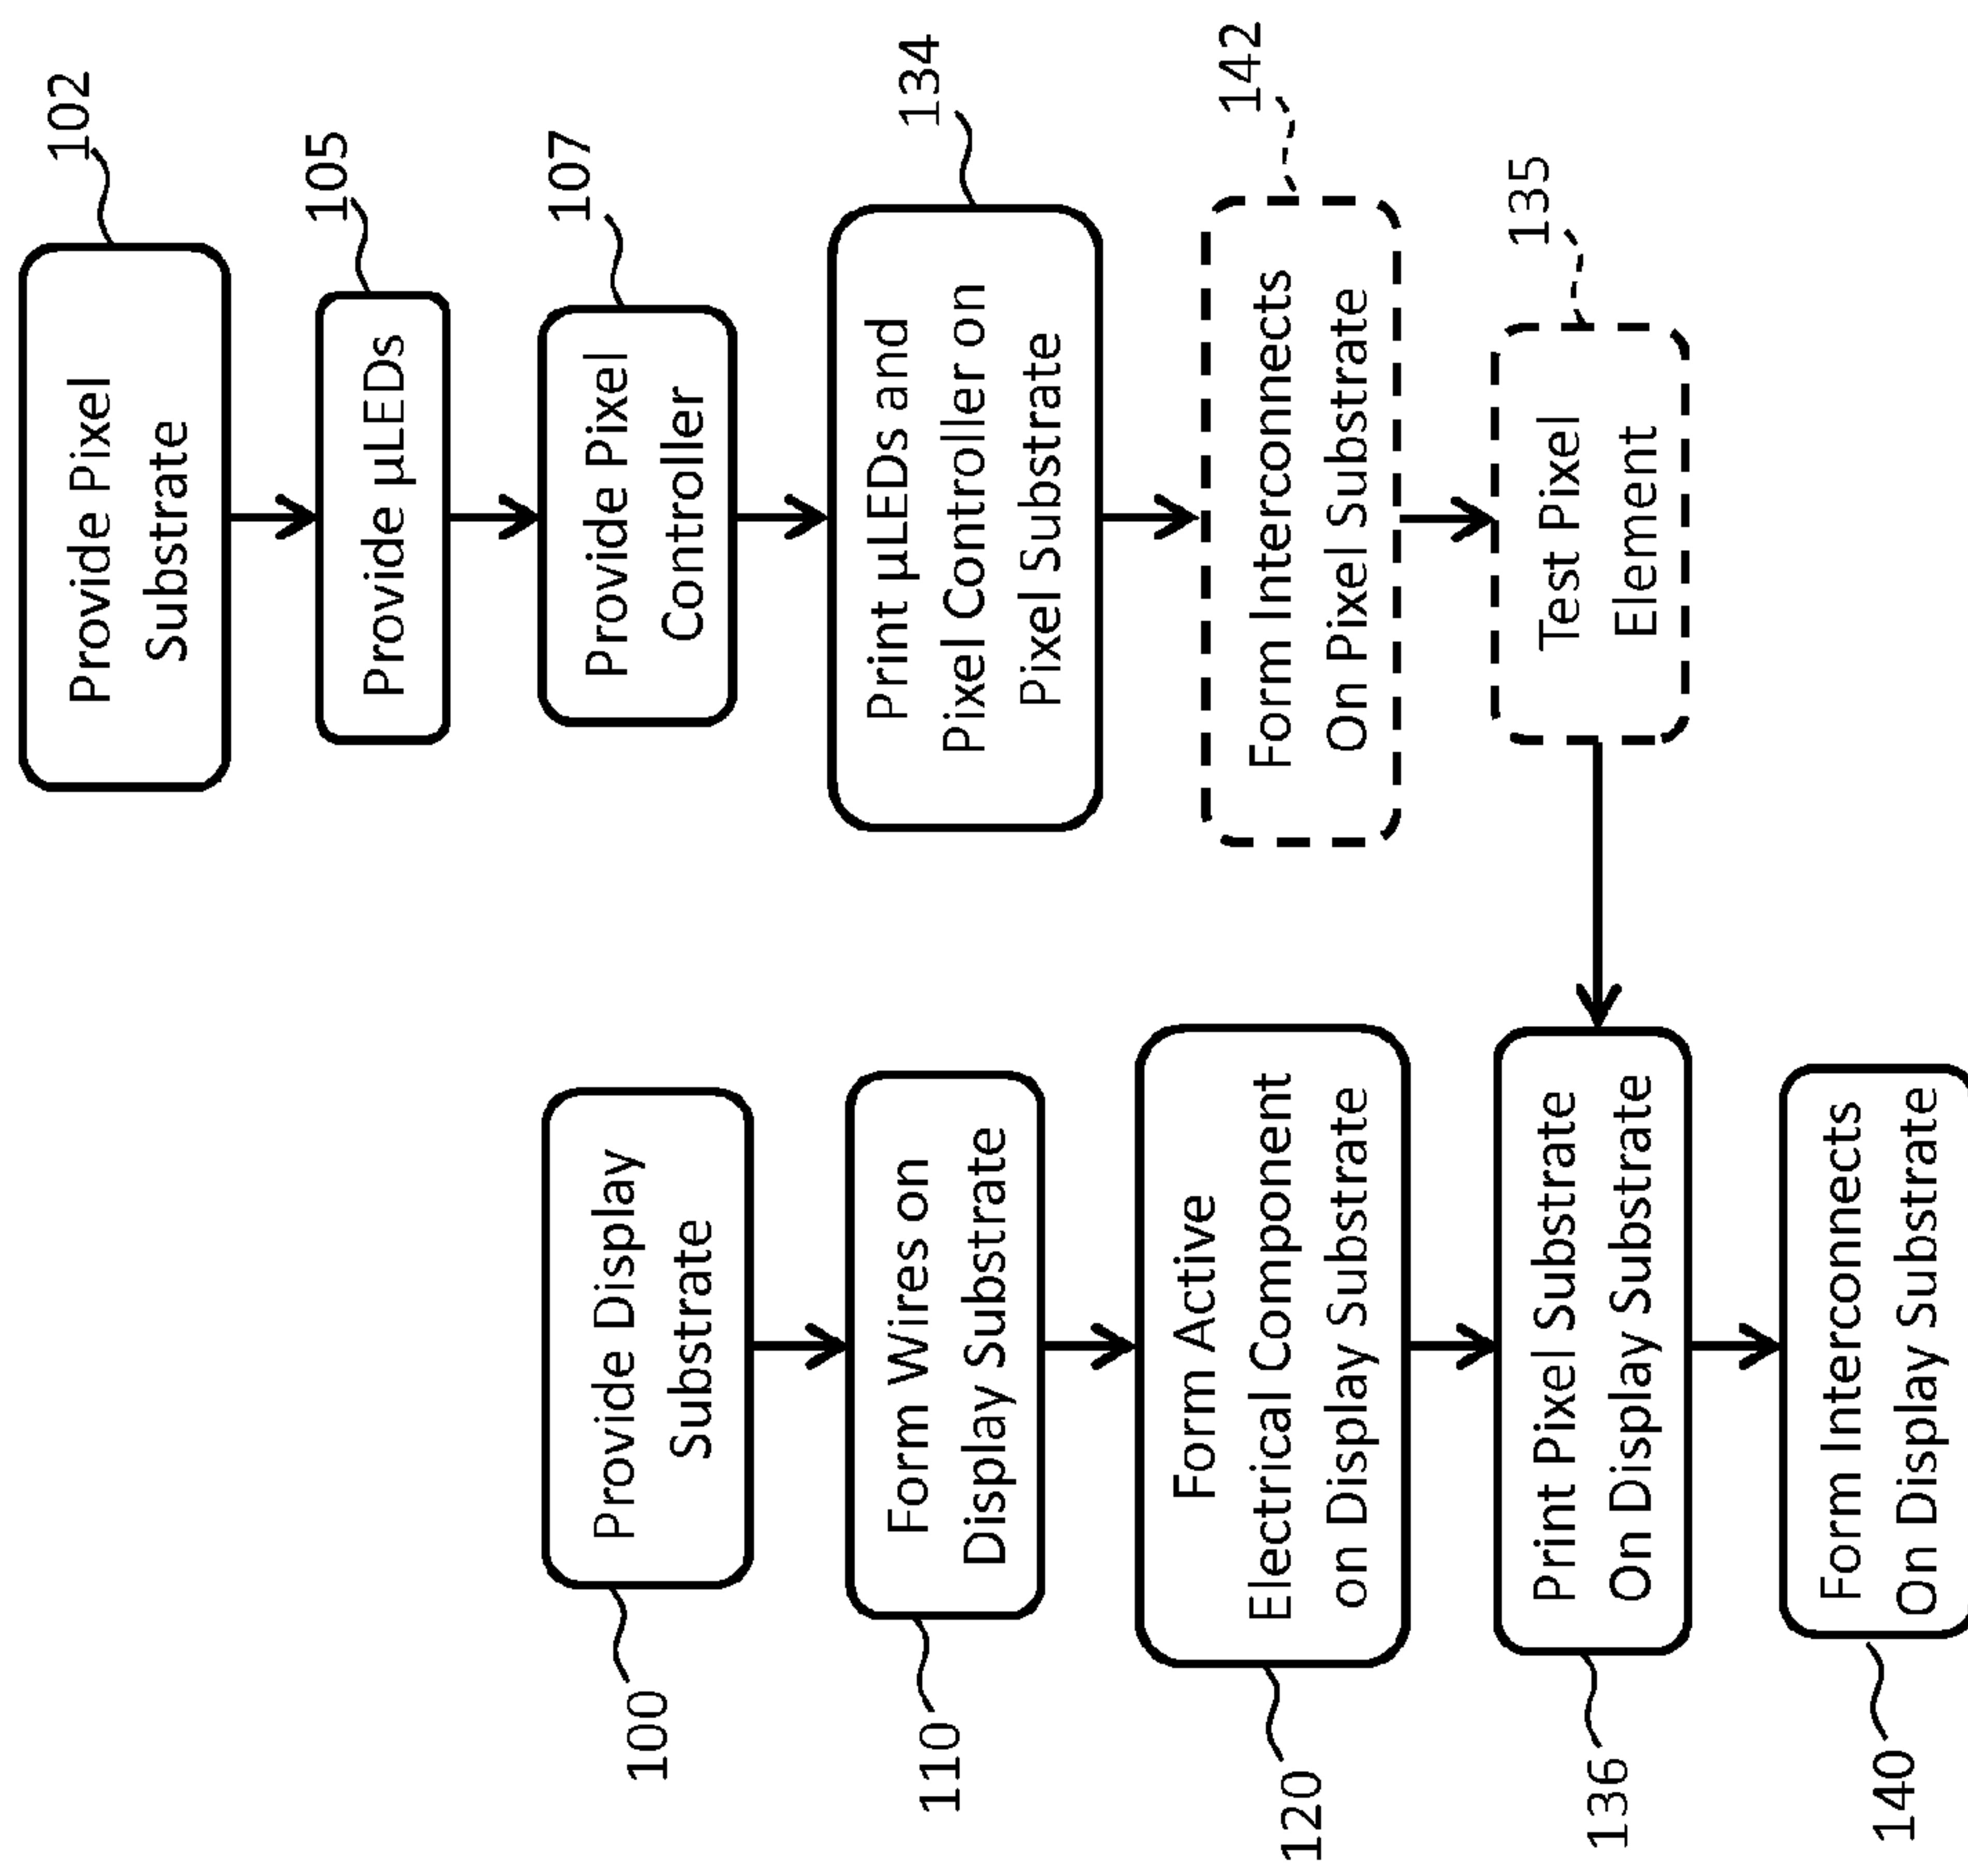 102
Provide Pixel
Substrate
105
Provide µLEDs
107
Provide Pixel
Controller
134
Print µLEDs and
Pixel Controller on
Pixel Substrate
142
Form Interconnects
On Pixel Substrate
135
Test Pixel
Element
100
Provide Display
Substrate
110
Form Wires on
Display Substrate
120
Form Active
Electrical Component
on Display Substrate
136
Print Pixel Substrate
On Display Substrate
140
Form Interconnects
On Display Substrate